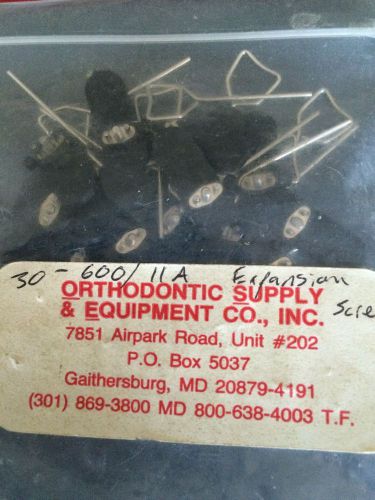 30-600/11A Expansion Scre
ORTHODONTIC SUPPLY
& EQUIPMENT CO., INC.
7851 Airpark Road, Unit #202
P.O. Box 5037
Gaithersburg, MD 20879-4191
(301) 869-3800 MD 800-638-4003 T.F.